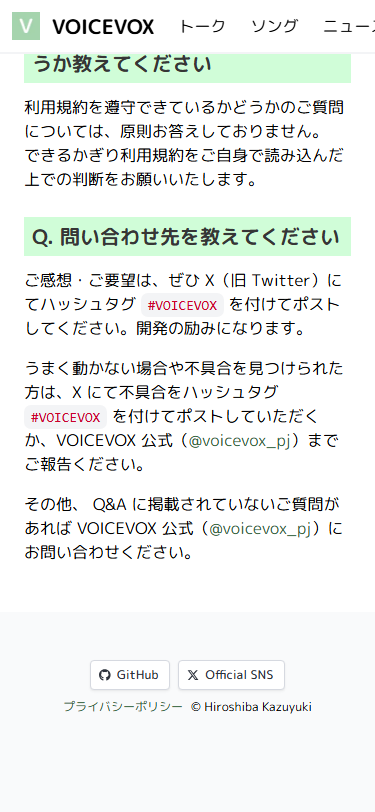 V VOICEVOX トーク ソング ニュース
うか教えてください
利用規約を遵守できているかどうかのご質問
については、原則お答えしておりません。
できるかぎり利用規約をご自身で読み込んだ
上での判断をお願いいたします。
Q. 問い合わせ先を教えてください
ご感想・ご要望は、ぜひ X（旧 Twitter）に
てハッシュタグ #VOICEVOX を付けてポスト
してください。開発の励みになります。
うまく動かない場合や不具合を見つけられた
方は、X にて不具合をハッシュタグ
#VOICEVOX を付けてポストしていただく
か、VOICEVOX 公式（@voicevox_pj）まで
ご報告ください。
その他、 Q&A に掲載されていないご質問が
あれば VOICEVOX 公式（@voicevox_pj）に
お問い合わせください。
GitHub Official SNS
プライバシーポリシー © Hiroshiba Kazuyuki